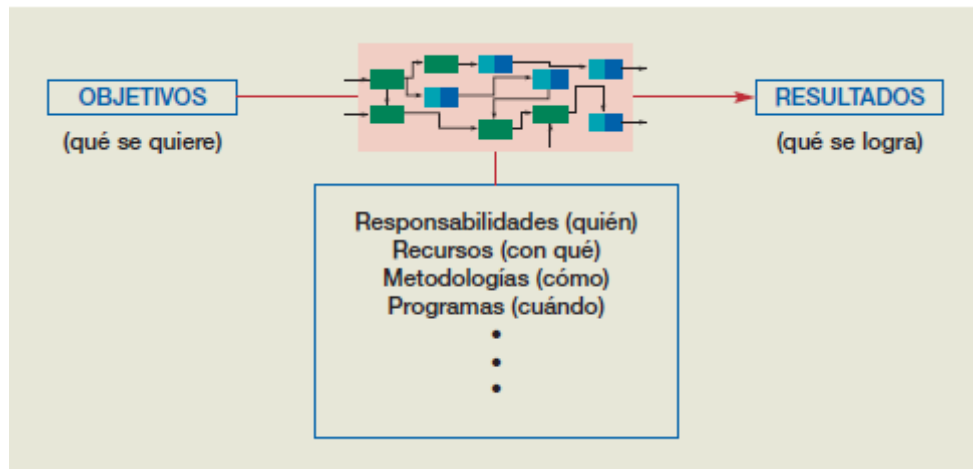 OBJETIVOS
(qué se quiere)
RESULTADOS
(qué se logra)
Responsabilidades (quién)
Recursos (con qué)
Metodologías (cómo)
Programas (cuándo)
•
•
•